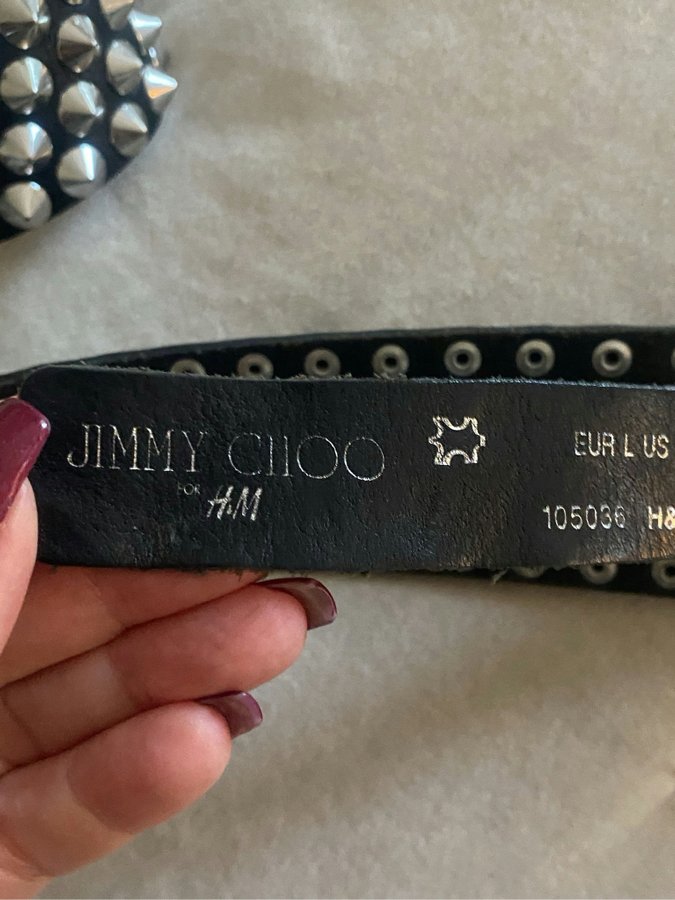 JIMMY CHOO
FOR H&M
EUR L US
105036 H&